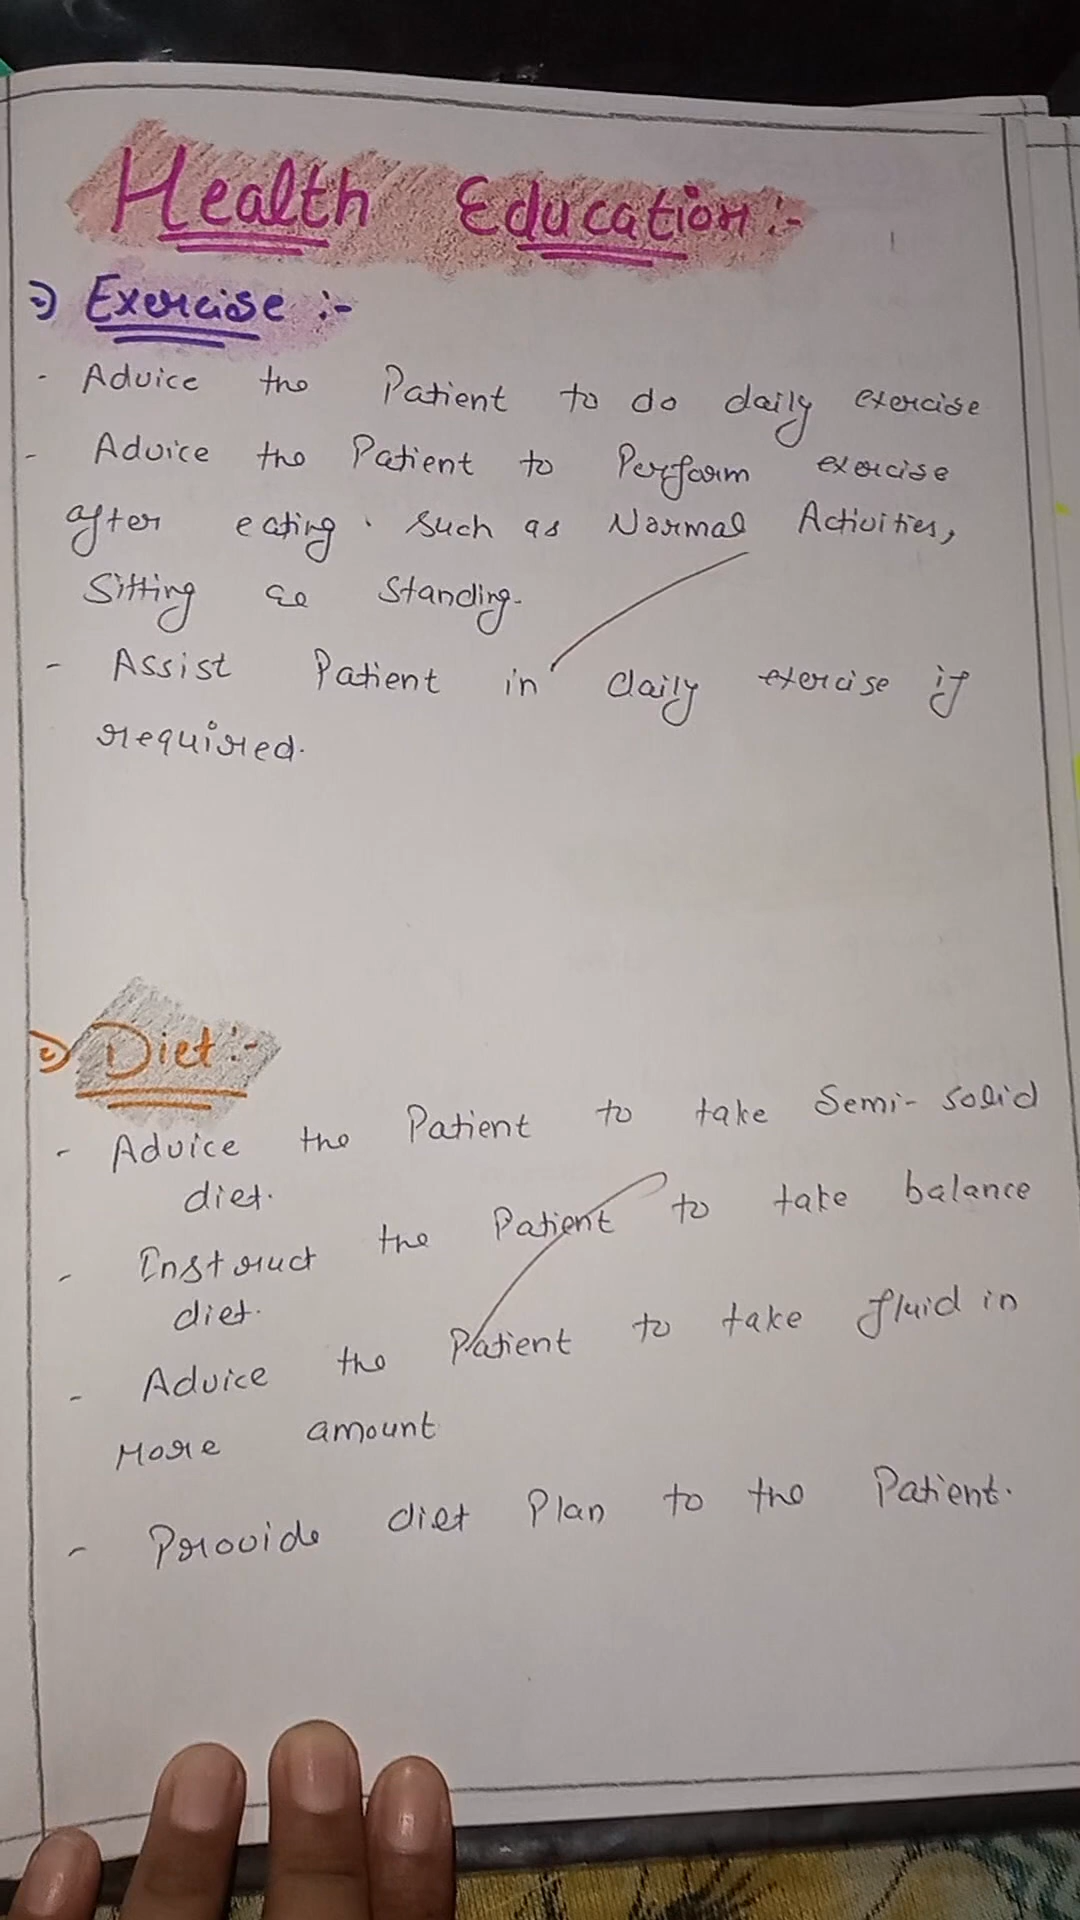 Health Education :-
=) Exercise :-
- Advice the Patient to do daily exercise
- Advice the Patient to Perform exercise
after eating. Such as Normal Activities,
Sitting Standing.
- Assist Patient in daily exercise if
required.
=) Diet :-
- Advice the Patient to take Semi-solid
diet.
- Instruct the Patient to take balance
diet.
- Advice the Patient to take fluid in
More amount
- Provide diet Plan to the Patient.